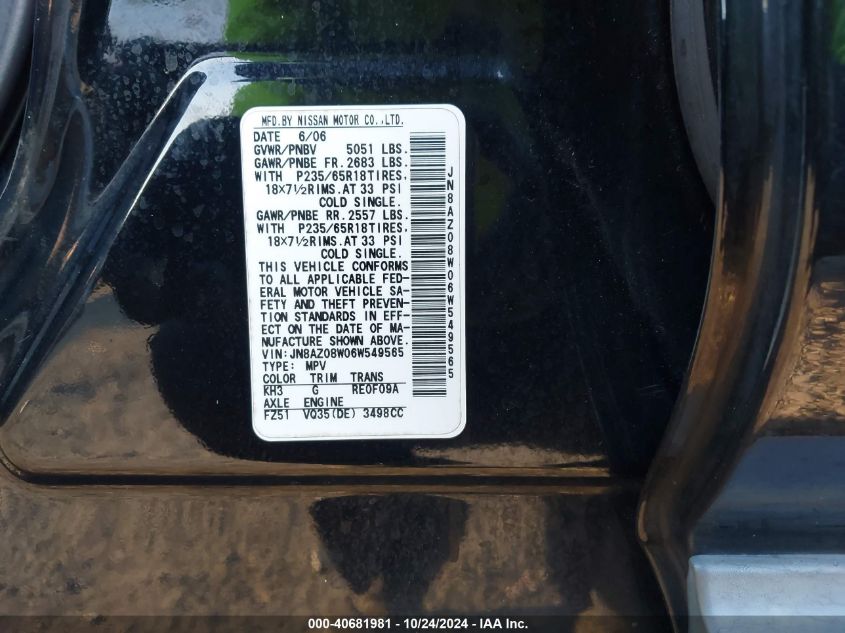 MFD.BY NISSAN MOTOR CO.,LTD.
DATE 6/06
GVWR/PNBV 5051 LBS.
GAWR/PNBE FR. 2683 LBS.
WITH P235/65R18TIRES,
18×7½RIMS.AT 33 PSI
COLD SINGLE.
GAWR/PNBE RR. 2557 LBS.
WITH P235/65R18TIRES,
18×7½RIMS.AT 33 PSI
COLD SINGLE.
THIS VEHICLE CONFORMS
TO ALL APPLICABLE FED-
ERAL MOTOR VEHICLE SA-
FETY AND THEFT PREVEN-
TION STANDARDS IN EFF-
ECT ON THE DATE OF MA-
NUFACTURE SHOWN ABOVE.
VIN:JN8AZ08W06W549565
TYPE: MPV
COLOR TRIM TRANS
KH3 G RE0F09A
AXLE ENGINE
FZ51 VQ35(DE) 3498CC
JN8AZ08W06W549565
000-40681981 - 10/24/2024 - IAA Inc.